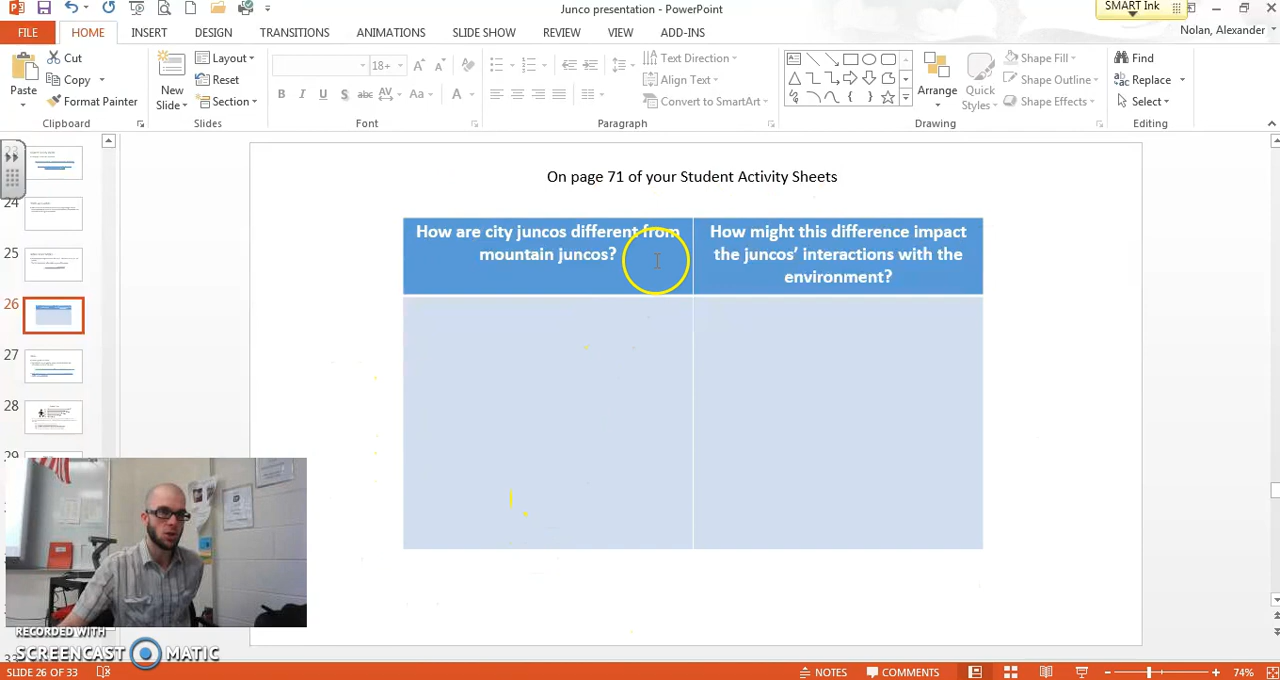 Junco presentation - PowerPoint
SMART Ink
FILE
HOME
INSERT
DESIGN
TRANSITIONS
ANIMATIONS
SLIDE SHOW
REVIEW
VIEW
ADD-INS
Nolan, Alexander
Paste
Cut
Copy
Format Painter
Clipboard
New
Slide
Layout
Reset
Section
Slides
18+
B I U S abc AV Aa A
Font
Text Direction
Align Text
Convert to SmartArt
Paragraph
Arrange
Quick
Styles
Shape Fill
Shape Outline
Shape Effects
Drawing
Find
Replace
Select
Editing
24
25
26
27
28
On page 71 of your Student Activity Sheets
How are city juncos different from
mountain juncos?
How might this difference impact
the juncos' interactions with the
environment?
RECORDED WITH
SCREENCAST MATIC
SLIDE 26 OF 33
NOTES
COMMENTS
74%